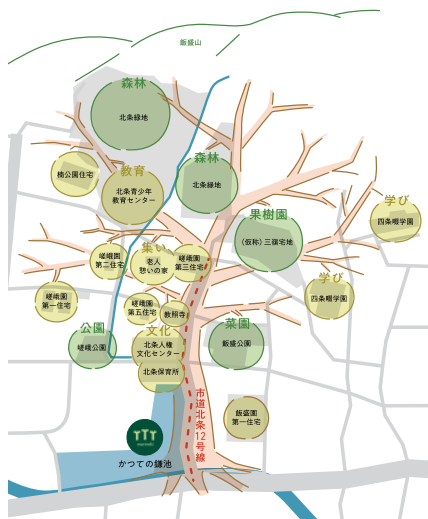 飯盛山
森林
北条緑地
森林
北条緑地
楠公園住宅
教育
北条青少年
教育センター
果樹園
(仮称)三嶺宅地
学び
四条畷学園
集い
老人
憩いの家
嵯峨園
第二住宅
嵯峨園
第三住宅
学び
四条畷学園
嵯峨園
第一住宅
嵯峨園
第五住宅
教照寺
公園
嵯峨公園
文化
北条人権
文化センター
北条保育所
菜園
飯盛公園
市道北条12号線
飯盛園
第一住宅
かつての鎌池